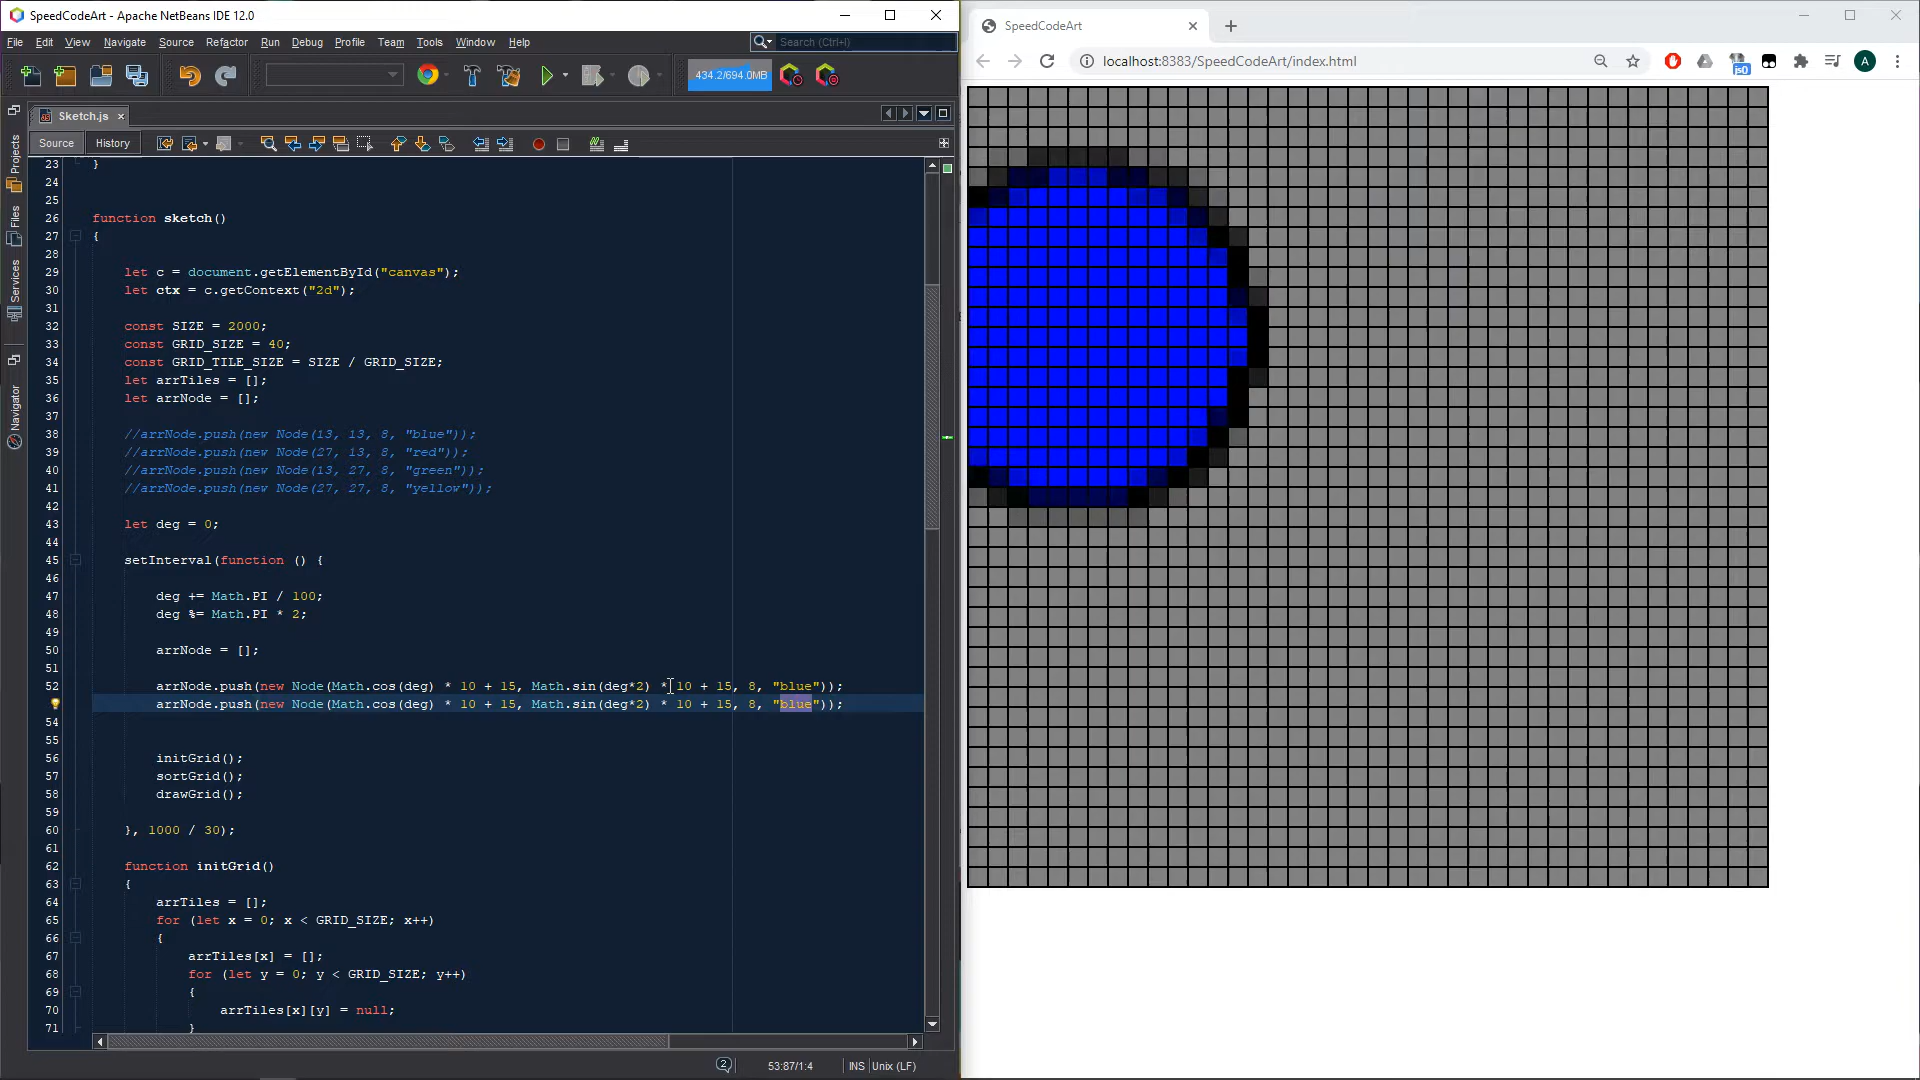 SpeedCodeArt - Apache NetBeans IDE 12.0
File Edit View Navigate Source Refactor Run Debug Profile Team Tools Window Help
Search (Ctrl+I)
434.2/694.0MB
Sketch.js
Source History
Projects
Files
Services
Navigator
23 }
24
25
26 function sketch()
27 {
28
29 let c = document.getElementById("canvas");
30 let ctx = c.getContext("2d");
31
32 const SIZE = 2000;
33 const GRID_SIZE = 40;
34 const GRID_TILE_SIZE = SIZE / GRID_SIZE;
35 let arrTiles = [];
36 let arrNode = [];
37
38 //arrNode.push(new Node(13, 13, 8, "blue"));
39 //arrNode.push(new Node(27, 13, 8, "red"));
40 //arrNode.push(new Node(13, 27, 8, "green"));
41 //arrNode.push(new Node(27, 27, 8, "yellow"));
42
43 let deg = 0;
44
45 setInterval(function () {
46
47 deg += Math.PI / 100;
48 deg %= Math.PI * 2;
49
50 arrNode = [];
51
52 arrNode.push(new Node(Math.cos(deg) * 10 + 15, Math.sin(deg*2) * 10 + 15, 8, "blue"));
arrNode.push(new Node(Math.cos(deg) * 10 + 15, Math.sin(deg*2) * 10 + 15, 8, "blue"));
54
55
56 initGrid();
57 sortGrid();
58 drawGrid();
59
60 }, 1000 / 30);
61
62 function initGrid()
63 {
64 arrTiles = [];
65 for (let x = 0; x < GRID_SIZE; x++)
66 {
67 arrTiles[x] = [];
68 for (let y = 0; y < GRID_SIZE; y++)
69 {
70 arrTiles[x][y] = null;
71 }
2
53:87/1:4 INS Unix (LF)
SpeedCodeArt
localhost:8383/SpeedCodeArt/index.html
js0
A